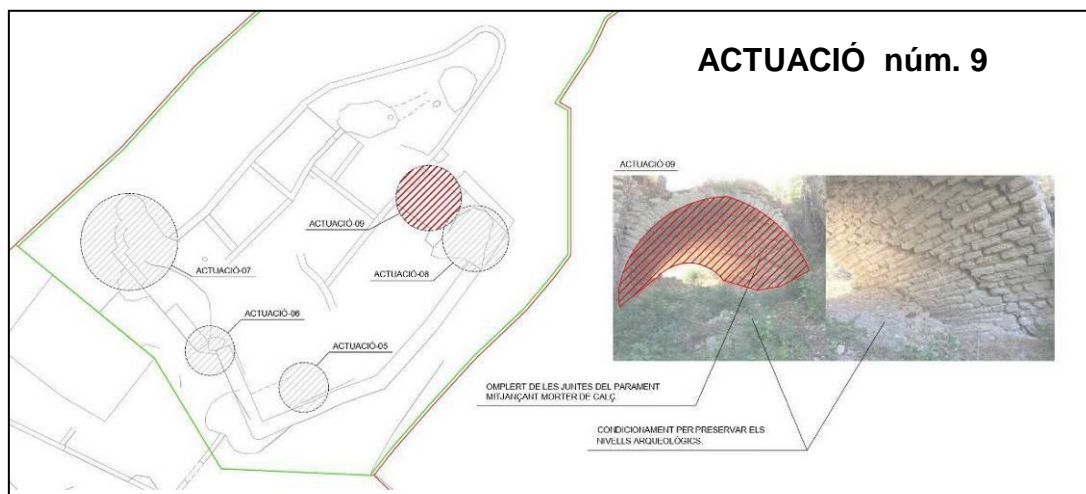 ACTUACIÓ núm. 9
ACTUACIÓ-09
ACTUACIÓ-09
ACTUACIÓ-07
ACTUACIÓ-08
ACTUACIÓ-06
ACTUACIÓ-05
OMPLERT DE LES JUNTES DEL PARAMENT
MITJANÇANT MORTER DE CALÇ
CONDICIONAMENT PER PRESERVAR ELS
NIVELLS ARQUEOLÒGICS.